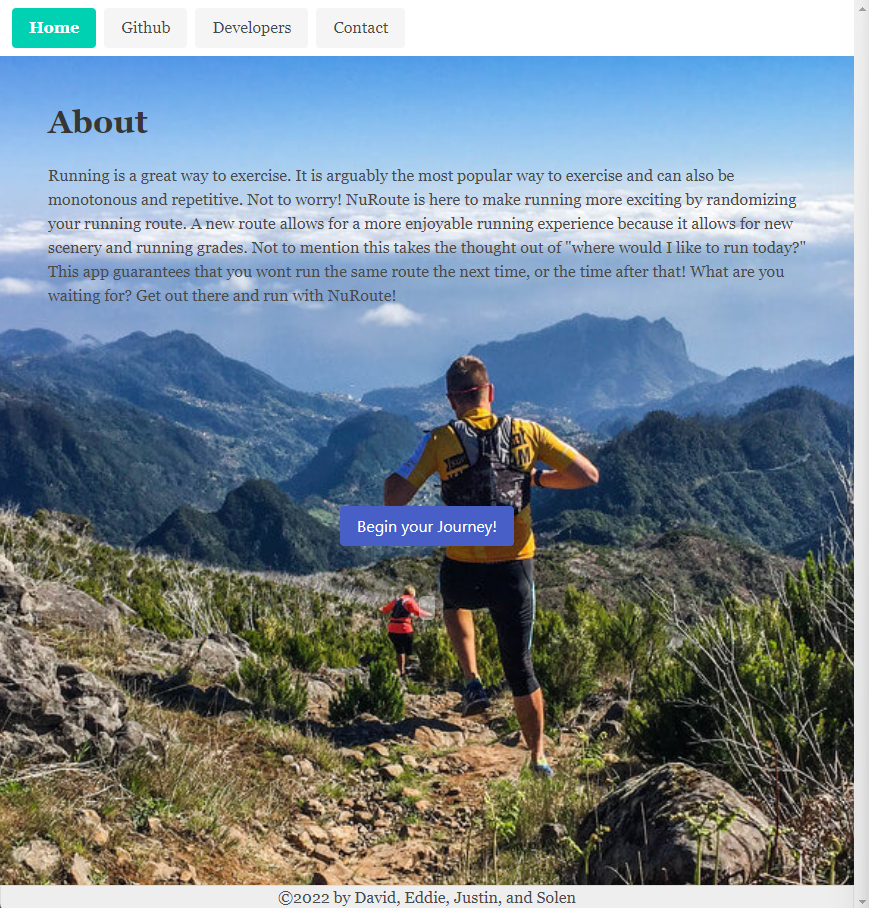 Home Github Developers Contact
About
Running is a great way to exercise. It is arguably the most popular way to exercise and can also be
monotonous and repetitive. Not to worry! NuRoute is here to make running more exciting by randomizing
your running route. A new route allows for a more enjoyable running experience because it allows for new
scenery and running grades. Not to mention this takes the thought out of "where would I like to run today?"
This app guarantees that you wont run the same route the next time, or the time after that! What are you
waiting for? Get out there and run with NuRoute!
Begin your Journey!
©2022 by David, Eddie, Justin, and Solen